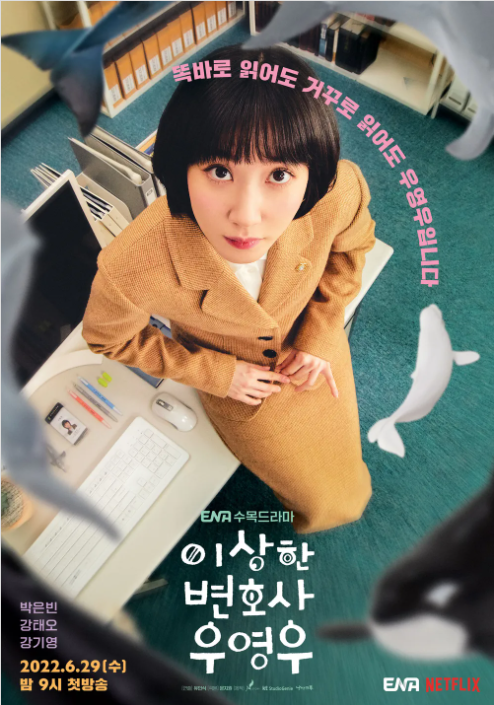 똑바로 읽어도 거꾸로 읽어도 우영우입니다
ENA 수목드라마
이상한
변호사
우영우
박은빈
강태오
강기영
2022.6.29(수)
밤 9시 첫방송
ENA NETFLIX